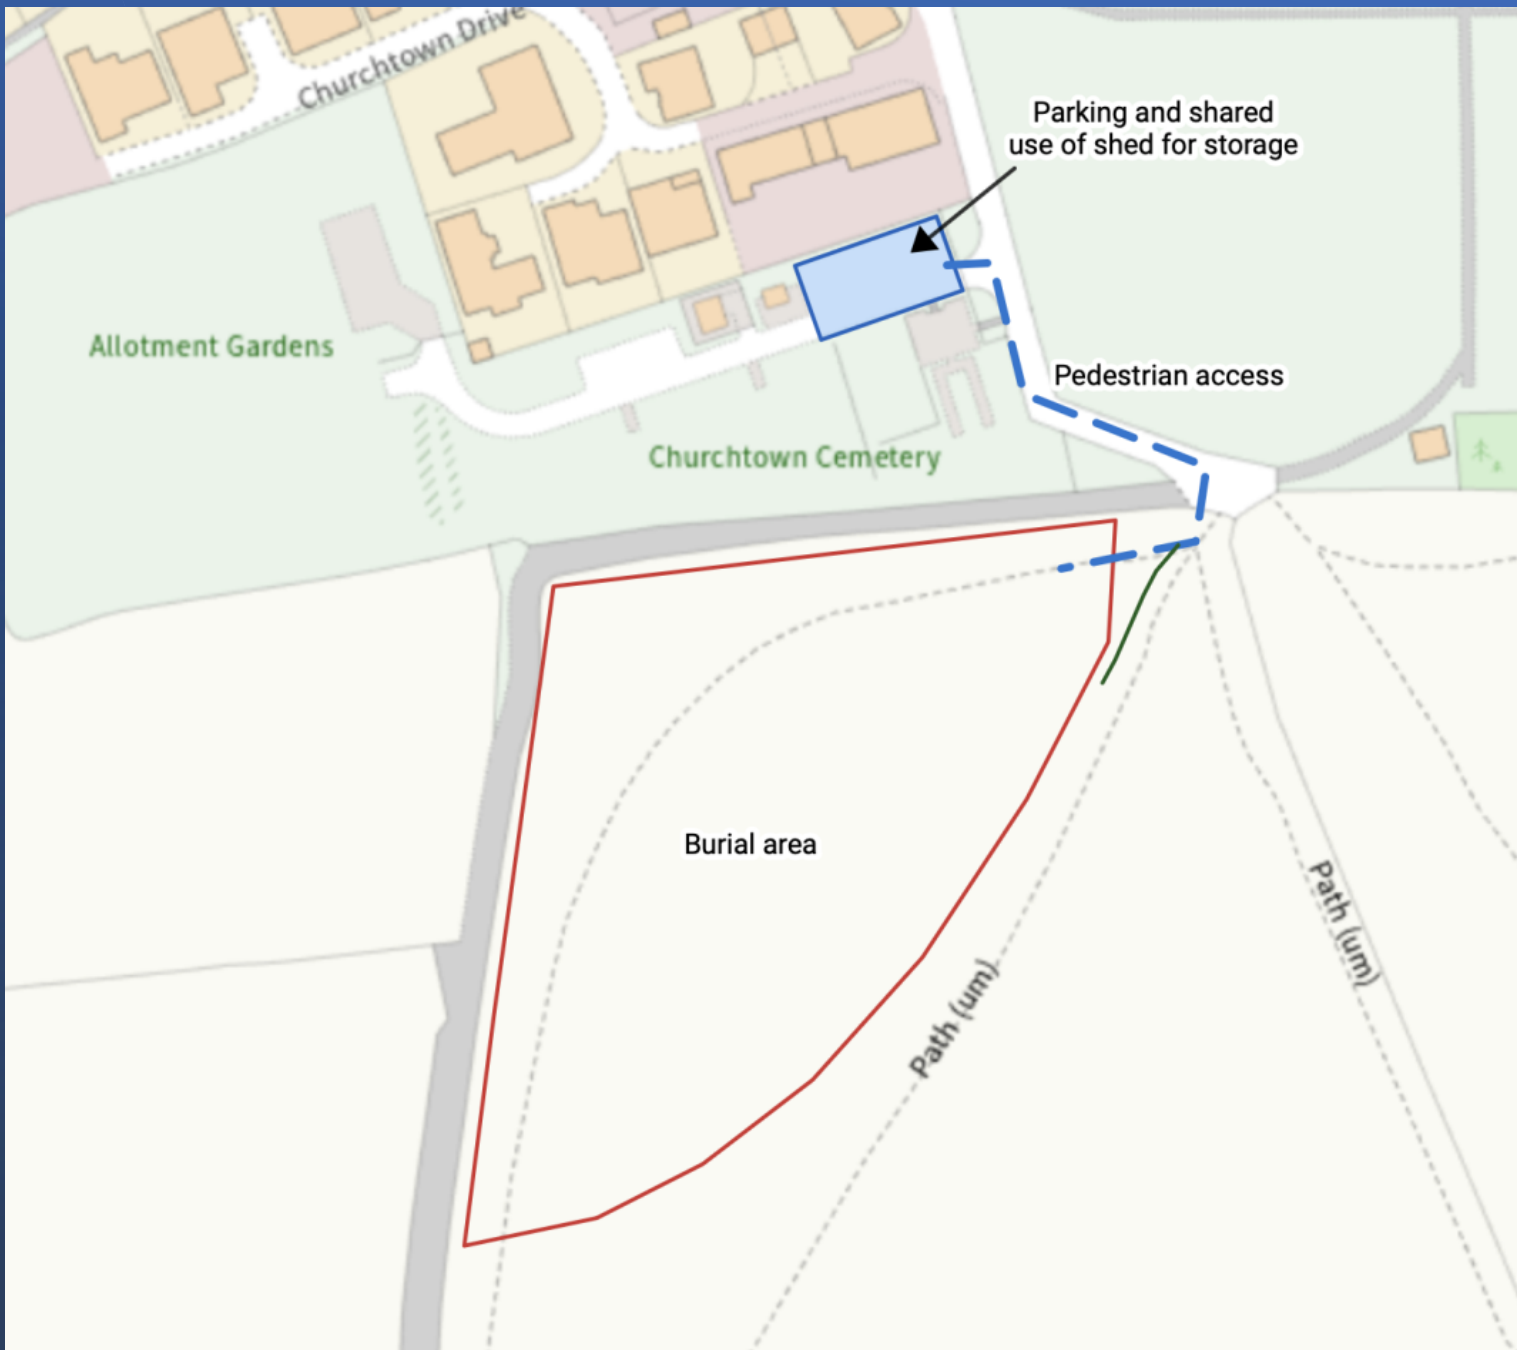 Churchtown Drive
Parking and shared
use of shed for storage
Allotment Gardens
Pedestrian access
Churchtown Cemetery
Burial area
Path (um)
Path (um)